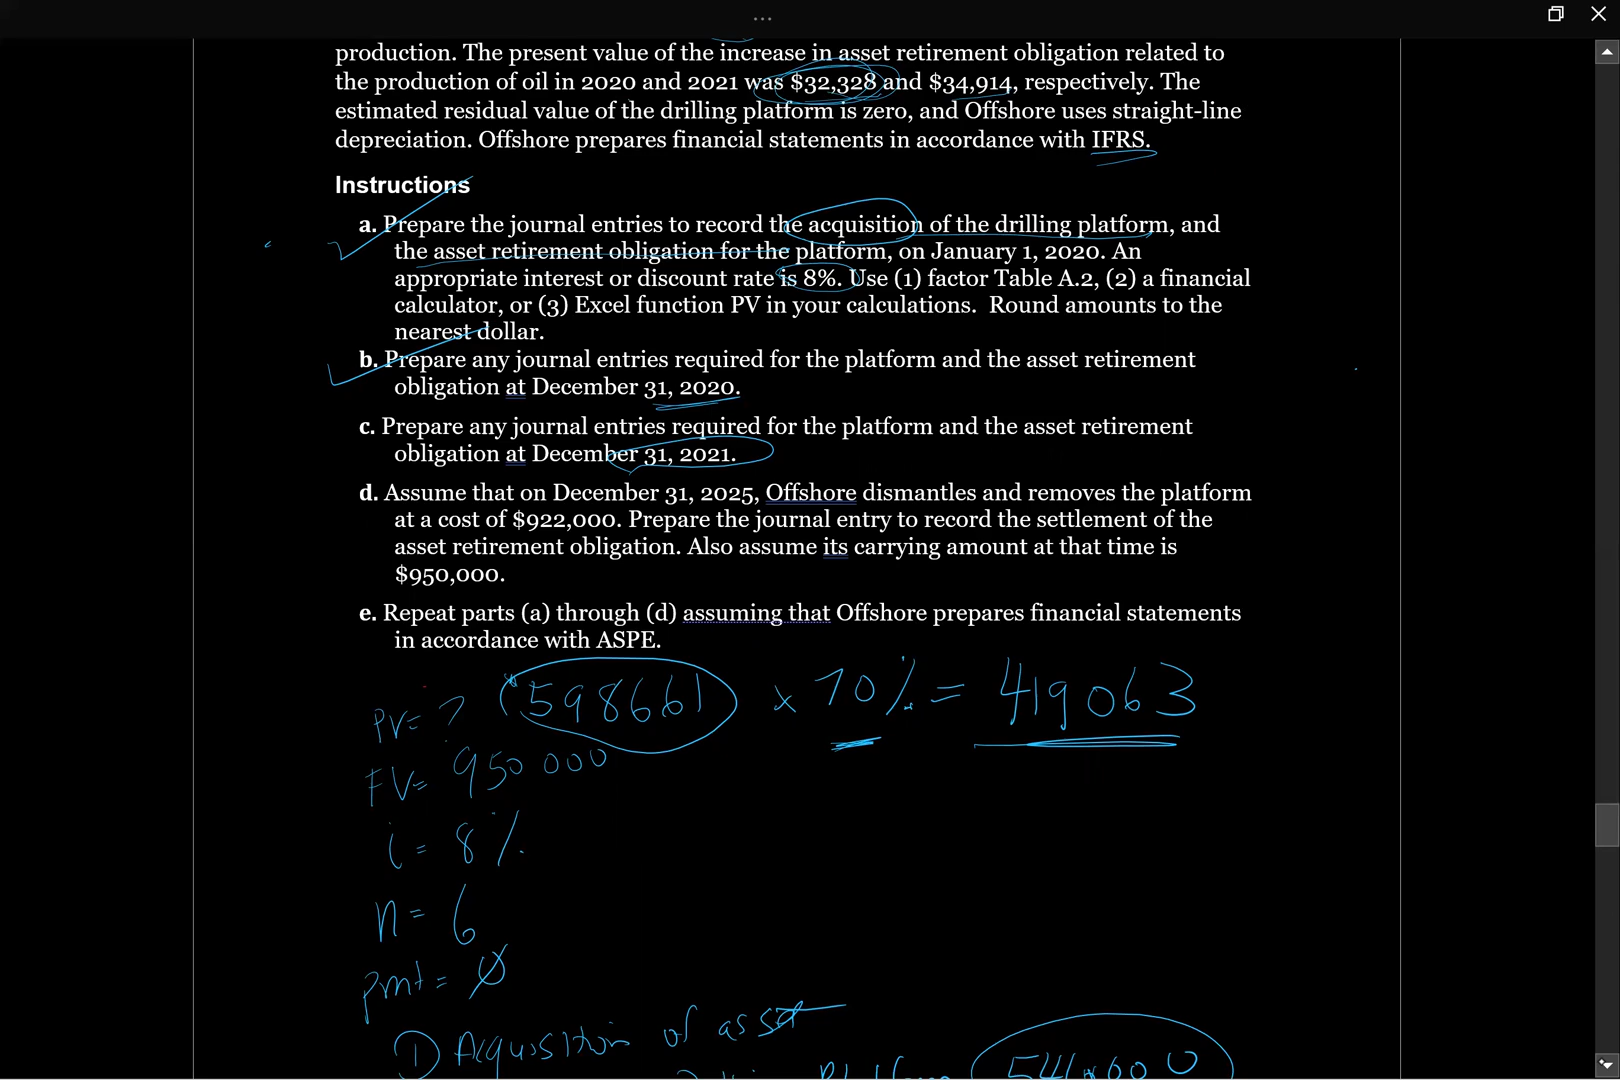 production. The present value of the increase in asset retirement obligation related to
the production of oil in 2020 and 2021 was $32,328 and $34,914, respectively. The
estimated residual value of the drilling platform is zero, and Offshore uses straight-line
depreciation. Offshore prepares financial statements in accordance with IFRS.
Instructions
a. Prepare the journal entries to record the acquisition of the drilling platform, and
the asset retirement obligation for the platform, on January 1, 2020. An
appropriate interest or discount rate is 8%. Use (1) factor Table A.2, (2) a financial
calculator, or (3) Excel function PV in your calculations. Round amounts to the
nearest dollar.
b. Prepare any journal entries required for the platform and the asset retirement
obligation at December 31, 2020.
c. Prepare any journal entries required for the platform and the asset retirement
obligation at December 31, 2021.
d. Assume that on December 31, 2025, Offshore dismantles and removes the platform
at a cost of $922,000. Prepare the journal entry to record the settlement of the
asset retirement obligation. Also assume its carrying amount at that time is
$950,000.
e. Repeat parts (a) through (d) assuming that Offshore prepares financial statements
in accordance with ASPE.
PV = ? 598661 x 70% = 419063
FV = 950 000
i = 8%
n = 6
pmt = 0
1) Acquisition of asset